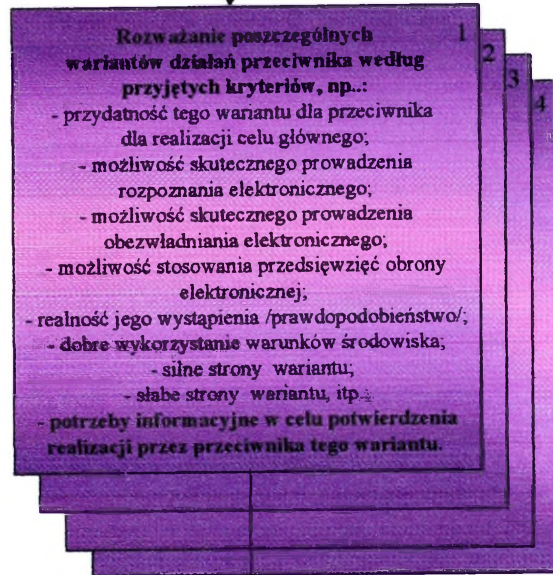 Rozważanie poszczególnych 1
wariantów działań przeciwnika według
przyjętych kryteriów, np..:
- przydatność tego wariantu dla przeciwnika
dla realizacji celu głównego;
- możliwość skutecznego prowadzenia
rozpoznania elektronicznego;
- możliwość skutecznego prowadzenia
obezwładniania elektronicznego;
- możliwość stosowania przedsięwzięć obrony
elektronicznej;
- realność jego wystąpienia /prawdopodobieństwo/;
- dobre wykorzystanie warunków środowiska;
- silne strony wariantu;
- słabe strony wariantu, itp..
- potrzeby informacyjne w celu potwierdzenia
realizacji przez przeciwnika tego wariantu.
2
3
4